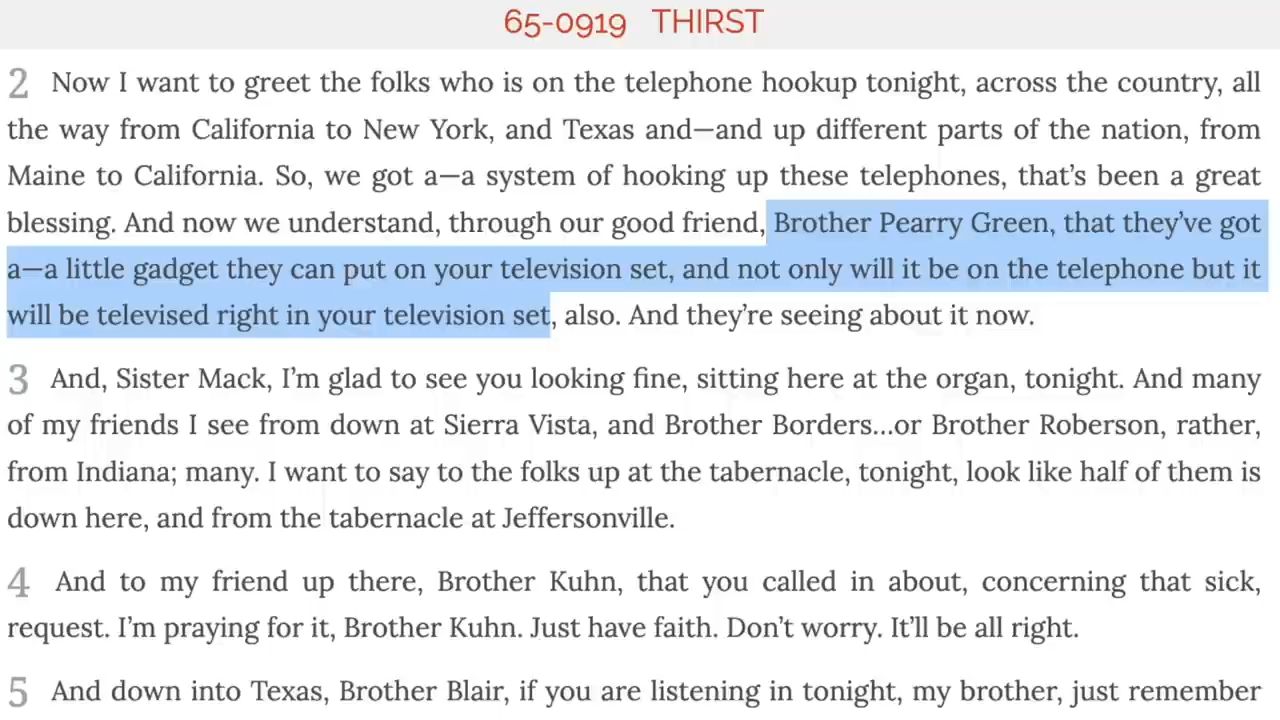 65-0919 THIRST
2 Now I want to greet the folks who is on the telephone hookup tonight, across the country, all
the way from California to New York, and Texas and—and up different parts of the nation, from
Maine to California. So, we got a—a system of hooking up these telephones, that's been a great
blessing. And now we understand, through our good friend, Brother Pearry Green, that they've got
a—a little gadget they can put on your television set, and not only will it be on the telephone but it
will be televised right in your television set, also. And they're seeing about it now.
3 And, Sister Mack, I'm glad to see you looking fine, sitting here at the organ, tonight. And many
of my friends I see from down at Sierra Vista, and Brother Borders...or Brother Roberson, rather,
from Indiana; many. I want to say to the folks up at the tabernacle, tonight, look like half of them is
down here, and from the tabernacle at Jeffersonville.
4 And to my friend up there, Brother Kuhn, that you called in about, concerning that sick,
request. I'm praying for it, Brother Kuhn. Just have faith. Don't worry. It'll be all right.
5 And down into Texas, Brother Blair, if you are listening in tonight, my brother, just remember